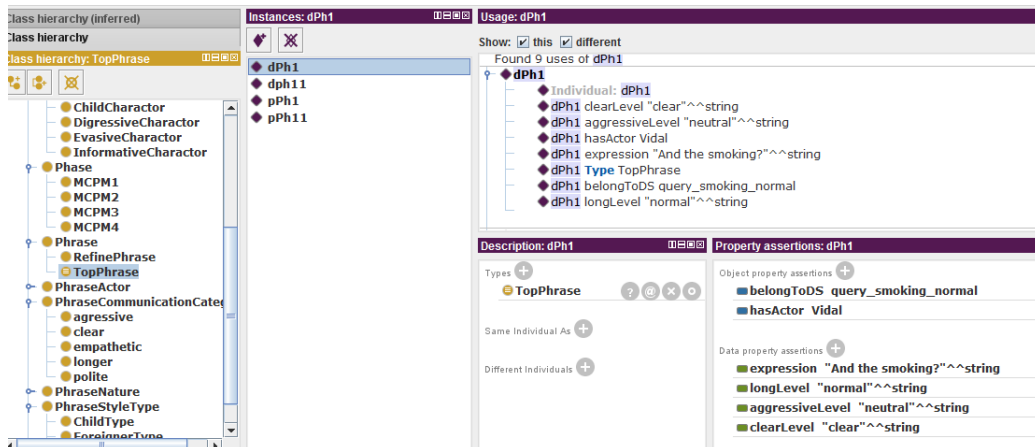 Class hierarchy (inferred)
Class hierarchy
Class hierarchy: TopPhrase
ChildCharactor
DigressiveCharactor
EvasiveCharactor
InformativeCharactor
Phase
MCPM1
MCPM2
MCPM3
MCPM4
Phrase
RefinePhrase
TopPhrase
PhraseActor
PhraseCommunicationCateg
agressive
clear
empathetic
longer
polite
PhraseNature
PhraseStyleType
ChildType
ForeignerType
Instances: dPh1
dPh1
dph11
pPh1
pPh11
Usage: dPh1
Show: this different
Found 9 uses of dPh1
dPh1
Individual: dPh1
dPh1 clearLevel "clear"^^string
dPh1 aggressiveLevel "neutral"^^string
dPh1 hasActor Vidal
dPh1 expression "And the smoking?"^^string
dPh1 Type TopPhrase
dPh1 belongToDS query_smoking_normal
dPh1 longLevel "normal"^^string
Description: dPh1
Types
TopPhrase
Same Individual As
Different Individuals
Property assertions: dPh1
Object property assertions
belongToDS query_smoking_normal
hasActor Vidal
Data property assertions
expression "And the smoking?"^^string
longLevel "normal"^^string
aggressiveLevel "neutral"^^string
clearLevel "clear"^^string